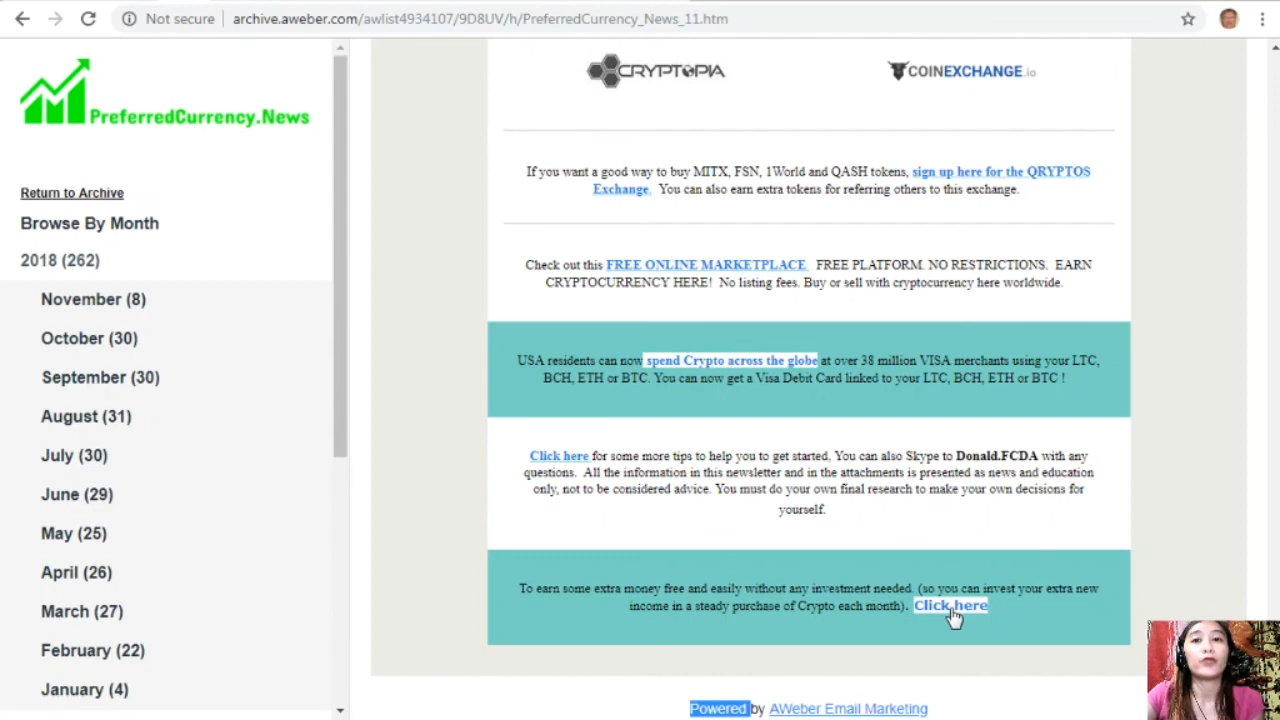 Not secure archive.aweber.com/awlist4934107/9D8UV/h/PreferredCurrency_News_11.htm
PreferredCurrency.News
Return to Archive
Browse By Month
2018 (262)
November (8)
October (30)
September (30)
August (31)
July (30)
June (29)
May (25)
April (26)
March (27)
February (22)
January (4)
CRYPTOPIA
COINEXCHANGE.io
If you want a good way to buy MITX, FSN, 1World and QASH tokens, sign up here for the QRYPTOS
Exchange. You can also earn extra tokens for referring others to this exchange.
Check out this FREE ONLINE MARKETPLACE. FREE PLATFORM. NO RESTRICTIONS. EARN
CRYPTOCURRENCY HERE! No listing fees. Buy or sell with cryptocurrency here worldwide.
USA residents can now spend Crypto across the globe at over 38 million VISA merchants using your LTC,
BCH, ETH or BTC. You can now get a Visa Debit Card linked to your LTC, BCH, ETH or BTC !
Click here for some more tips to help you to get started, You can also Skype to Donald.FCDA with any
questions. All the information in this newsletter and in the attachments is presented as news and education
only, not to be considered advice. You must do your own final research to make your own decisions for
yourself.
To earn some extra money free and easily without any investment needed. (so you can invest your extra new
income in a steady purchase of Crypto each month). Click here
Powered by AWeber Email Marketing